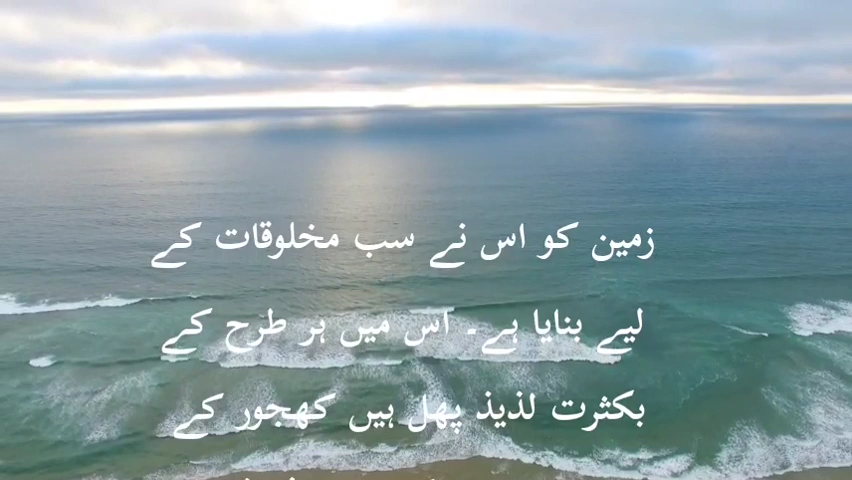 زمین کو اس نے سب مخلوقات کے
لیے بنایا ہے۔ اس میں ہر طرح کے
بکثرت لذیذ پھل ہیں کھجور کے